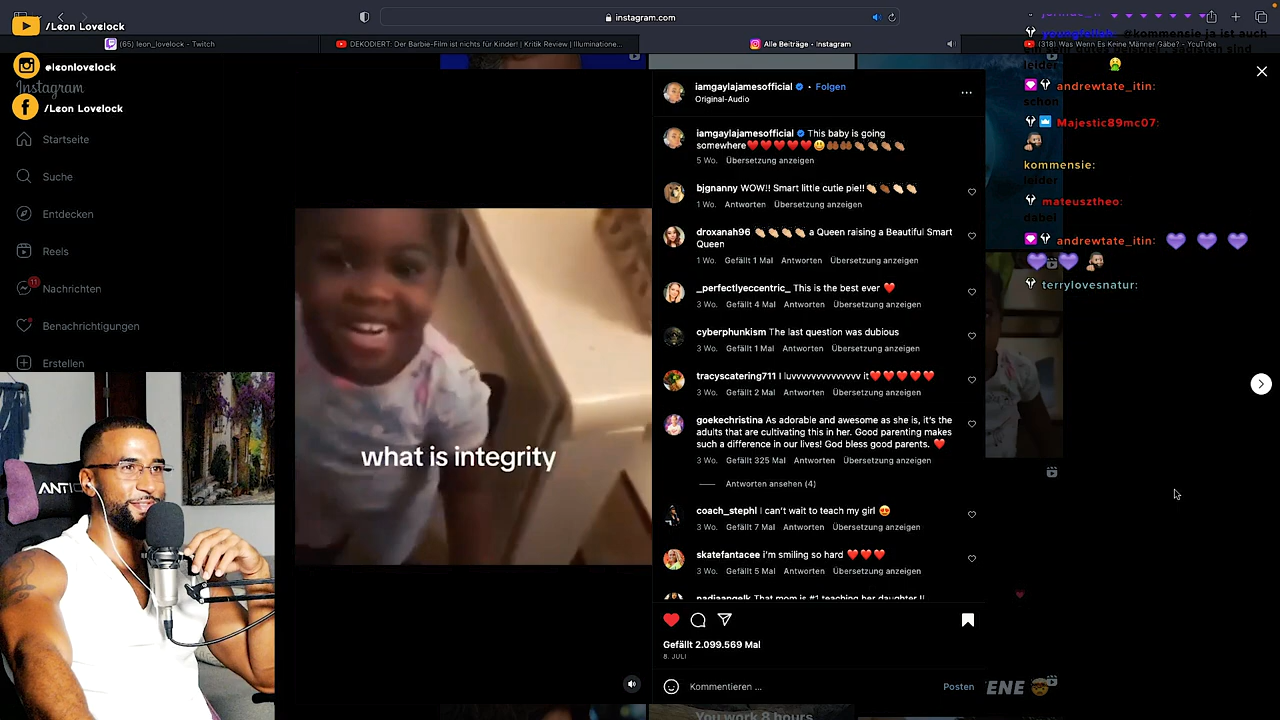 /Leon Lovelock
@leonlovelock
/Leon Lovelock
instagram.com
(65) leon_lovelock - Twitch
DEKODIERT: Der Barbie-Film ist nichts für Kinder! | Kritik Review | Illuminatene...
Alle Beiträge • Instagram
(318) Was Wenn Es Keine Männer Gäbe? - YouTube
Instagram
Startseite
Suche
Entdecken
Reels
11
Nachrichten
Benachrichtigungen
Erstellen
ANTI
what is integrity
iamgaylajamesofficial • Folgen
Original-Audio
iamgaylajamesofficial This baby is going
somewhere❤️❤️❤️❤️❤️😃🙌🏾🙌🏾👏🏽👏🏽👏🏽👏🏽
5 Wo. Übersetzung anzeigen
bjgnanny WOW!! Smart little cutie pie!!👏🏼👏🏾👏🏻👏🏻
1 Wo. Antworten Übersetzung anzeigen
droxanah96 👏🏼👏🏼👏🏼👏🏼 a Queen raising a Beautiful Smart
Queen
1 Wo. Gefällt 1 Mal Antworten Übersetzung anzeigen
_perfectlyeccentric_ This is the best ever ❤️
3 Wo. Gefällt 4 Mal Antworten Übersetzung anzeigen
cyberphunkism The last question was dubious
3 Wo. Gefällt 1 Mal Antworten Übersetzung anzeigen
tracyscatering711 I luvvvvvvvvvvvvvv it❤️❤️❤️❤️❤️
3 Wo. Gefällt 2 Mal Antworten Übersetzung anzeigen
goekechristina As adorable and awesome as she is, it's the
adults that are cultivating this in her. Good parenting makes
such a difference in our lives! God bless good parents. ❤️
3 Wo. Gefällt 325 Mal Antworten Übersetzung anzeigen
Antworten ansehen (4)
coach_stephl I can't wait to teach my girl 😍
3 Wo. Gefällt 7 Mal Antworten Übersetzung anzeigen
skatefantacee i'm smiling so hard ❤️❤️❤️
3 Wo. Gefällt 5 Mal Antworten Übersetzung anzeigen
nadiaangelk That mom is #1 teaching her daughter !!
Gefällt 2.099.569 Mal
8. JULI
Kommentieren ...
Posten
@kommensie ja ist auch
leider
andrewtate_itin:
schon
Majestic89mc07:
kommensie:
leider
mateusztheo:
dabei
andrewtate_itin: 💜 💜 💜
💜 💜
terrylovesnatur:
ENE
You work 8 hours